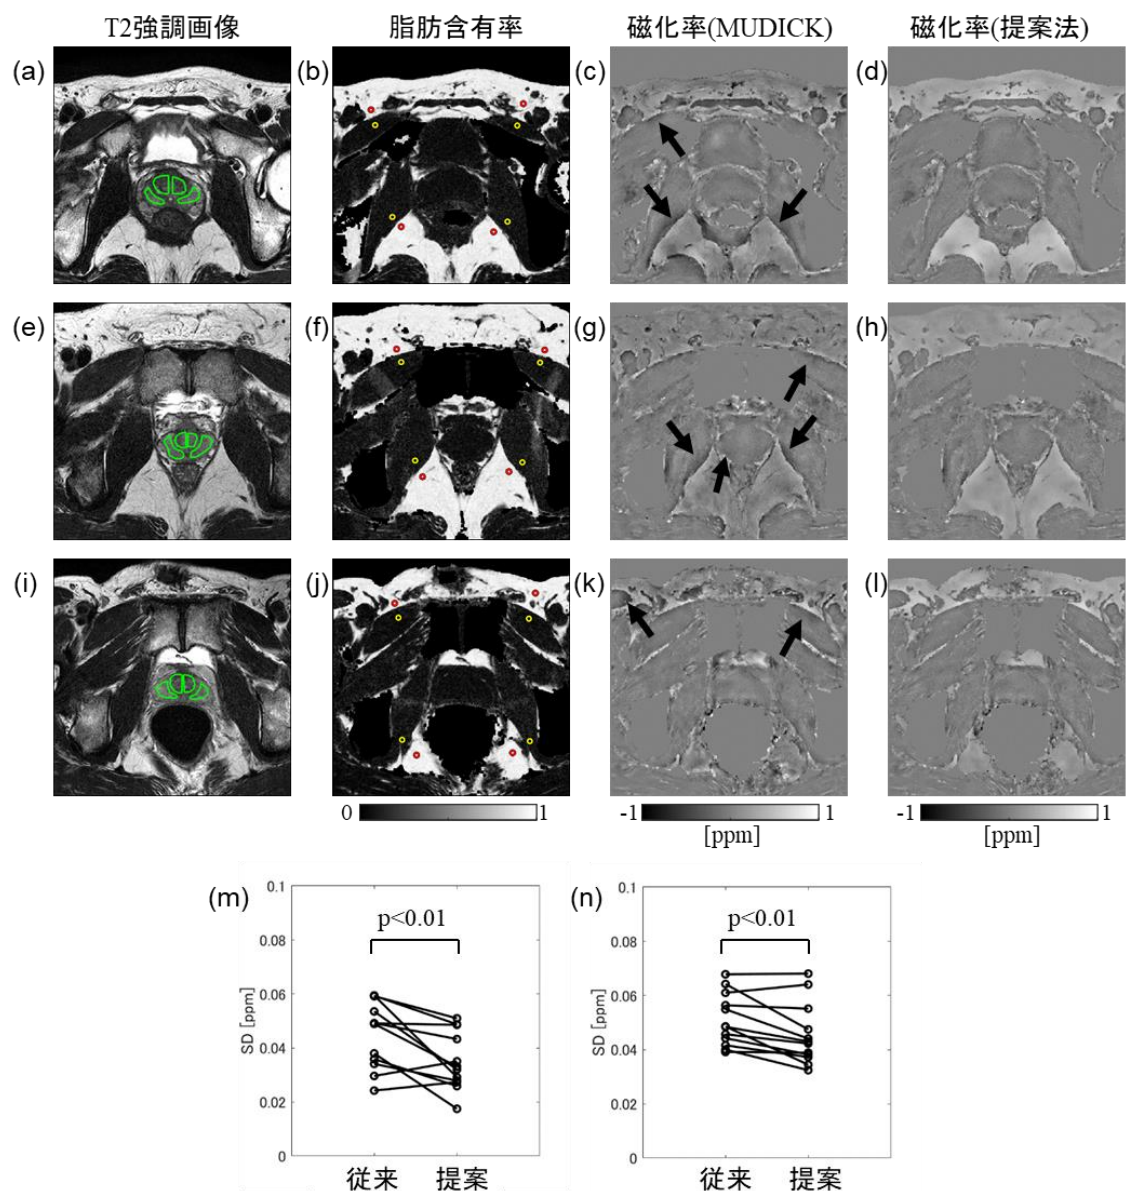 T2強調画像 脂肪含有率 磁化率(MUDICK) 磁化率(提案法)
(a) (b) (c) (d)
(e) (f) (g) (h)
(i) (j) (k) (l)
0 1 -1 1 -1 1
[ppm] [ppm]
(m) (n)
0.1 0.1
p<0.01 p<0.01
0.08 0.08
0.06 0.06
SD [ppm] SD [ppm]
0.04 0.04
0.02 0.02
0 0
従来 提案 従来 提案